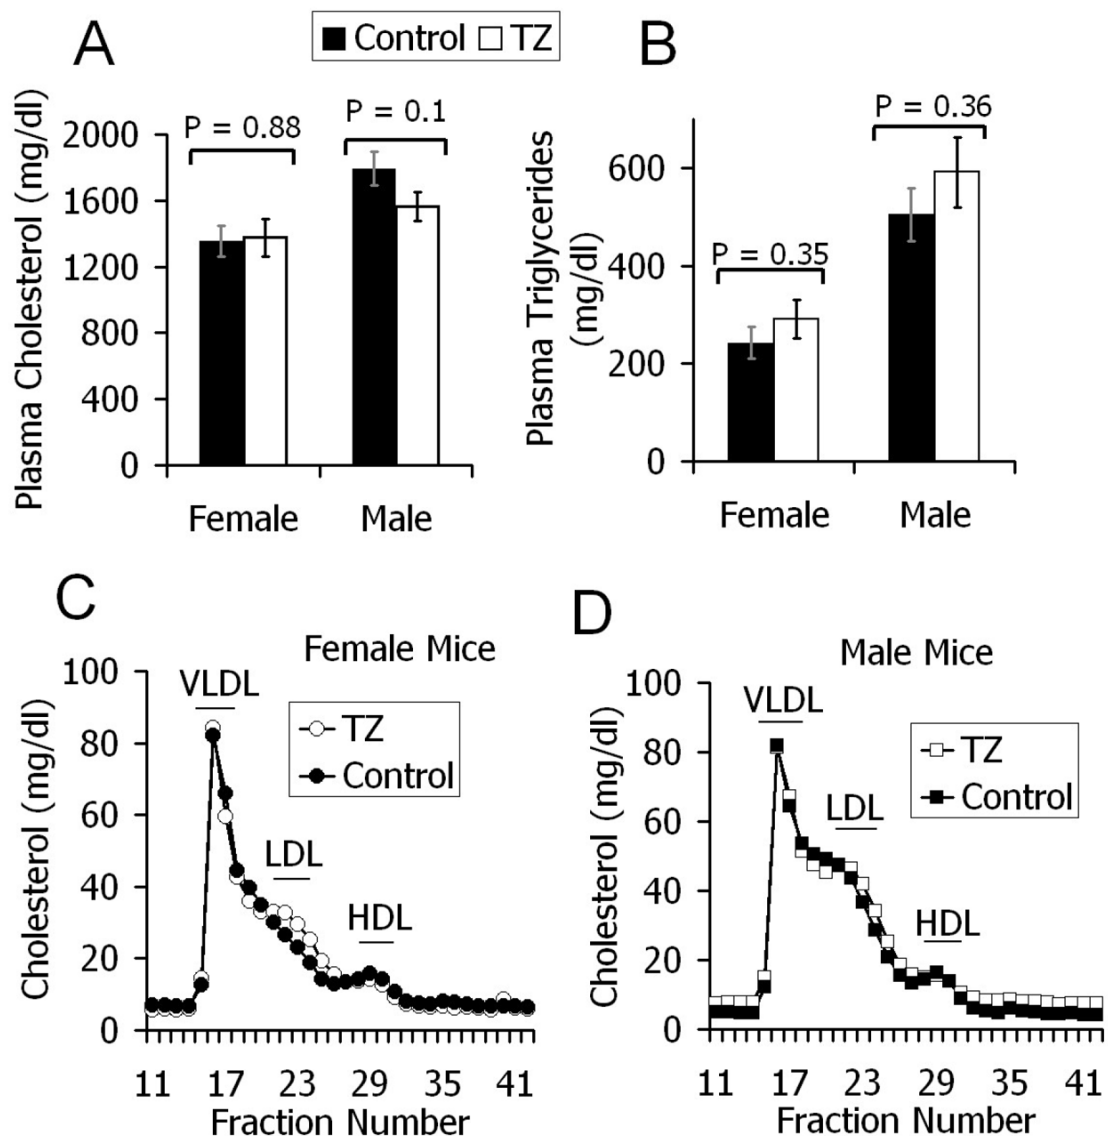 A
Control TZ
B
Plasma Cholesterol (mg/dl)
2000
1600
1200
800
400
0
P = 0.88
P = 0.1
Female Male
Plasma Triglycerides
(mg/dl)
600
400
200
0
P = 0.35
P = 0.36
Female Male
C
Female Mice
Cholesterol (mg/dl)
100
80
60
40
20
0
VLDL
TZ
Control
LDL
HDL
11 17 23 29 35 41
Fraction Number
D
Male Mice
Cholesterol (mg/dl)
100
80
60
40
20
0
VLDL
TZ
Control
LDL
HDL
11 17 23 29 35 41
Fraction Number